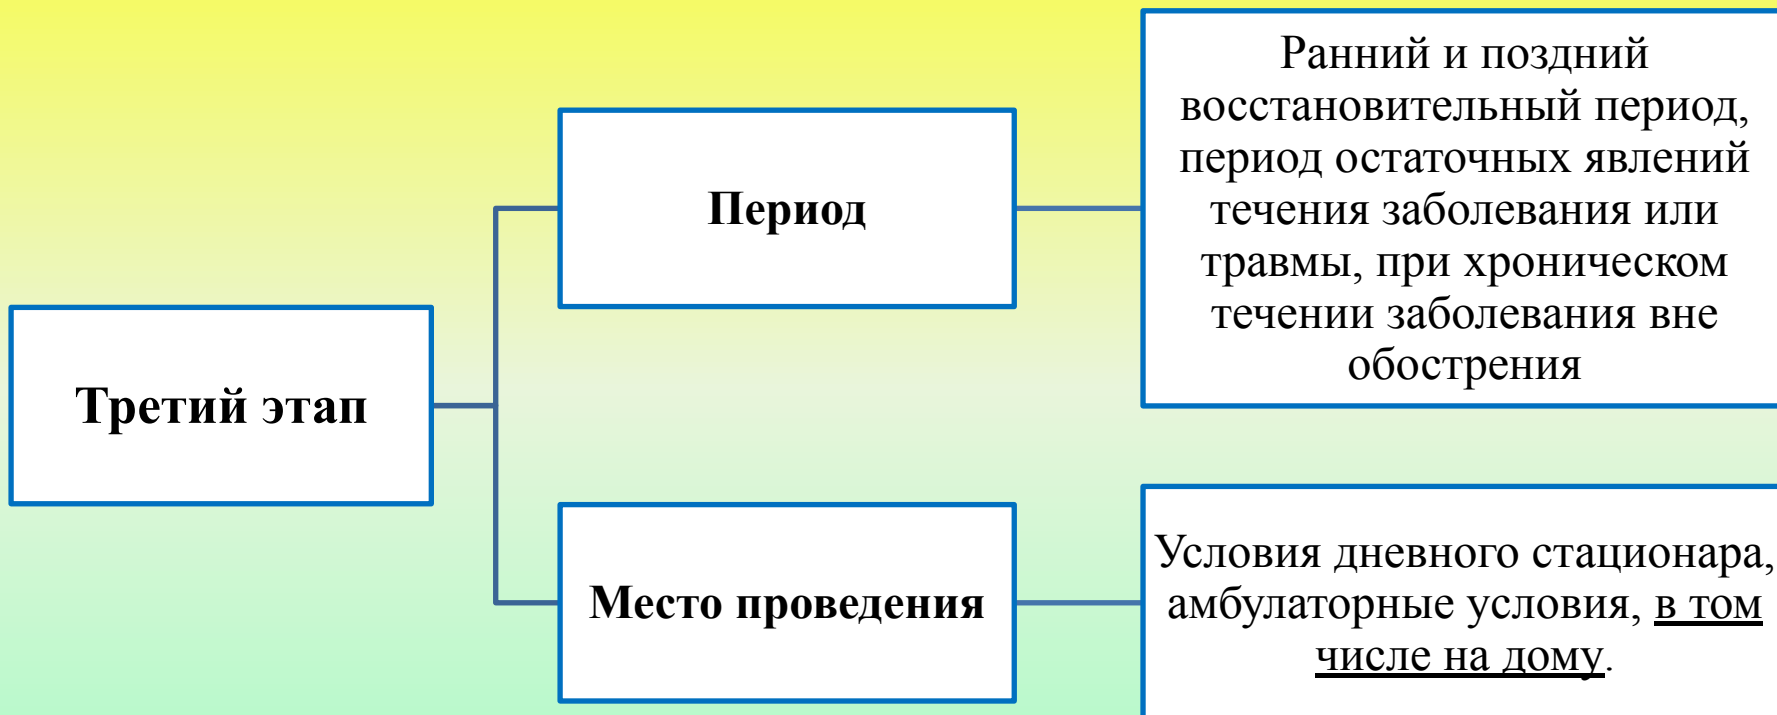 Третий этап
Период
Ранний и поздний
восстановительный период,
период остаточных явлений
течения заболевания или
травмы, при хроническом
течении заболевания вне
обострения
Место проведения
Условия дневного стационара,
амбулаторные условия, в том
числе на дому.